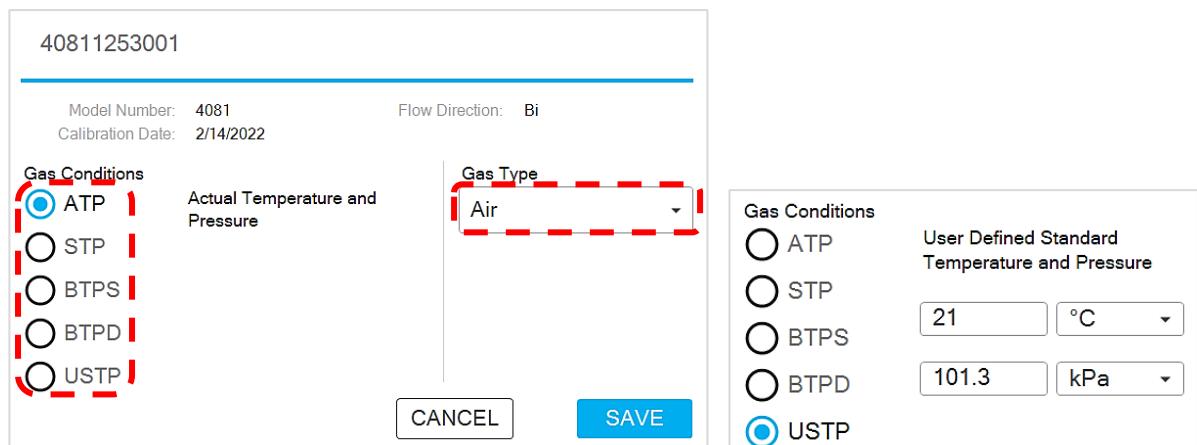 40811253001
Model Number: 4081 Flow Direction: Bi
Calibration Date: 2/14/2022
Gas Conditions
ATP
STP
BTPS
BTPD
USTP
Actual Temperature and
Pressure
Gas Type
Air
CANCEL SAVE
Gas Conditions
ATP
STP
BTPS
BTPD
USTP
User Defined Standard
Temperature and Pressure
21 °C
101.3 kPa